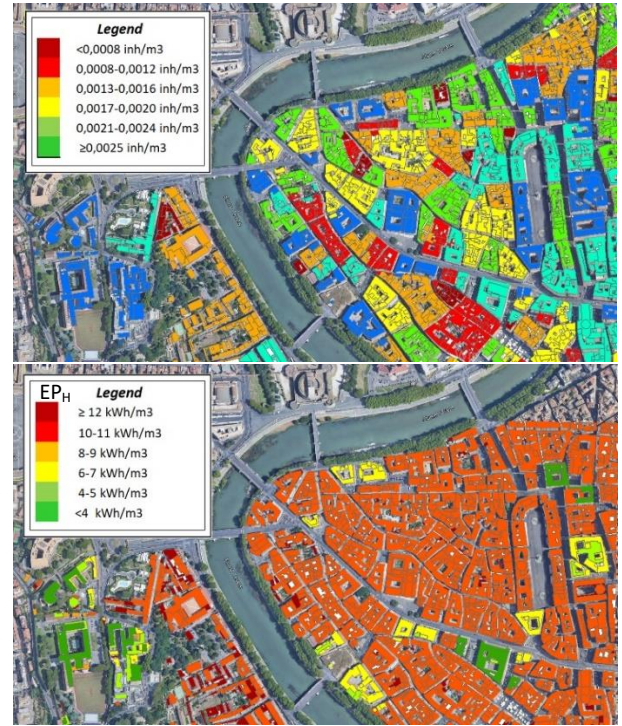 Legend
<0,0008 inh/m3
0,0008-0,0012 inh/m3
0,0013-0,0016 inh/m3
0,0017-0,0020 inh/m3
0,0021-0,0024 inh/m3
≥0,0025 inh/m3
EPH
Legend
≥ 12 kWh/m3
10-11 kWh/m3
8-9 kWh/m3
6-7 kWh/m3
4-5 kWh/m3
<4 kWh/m3